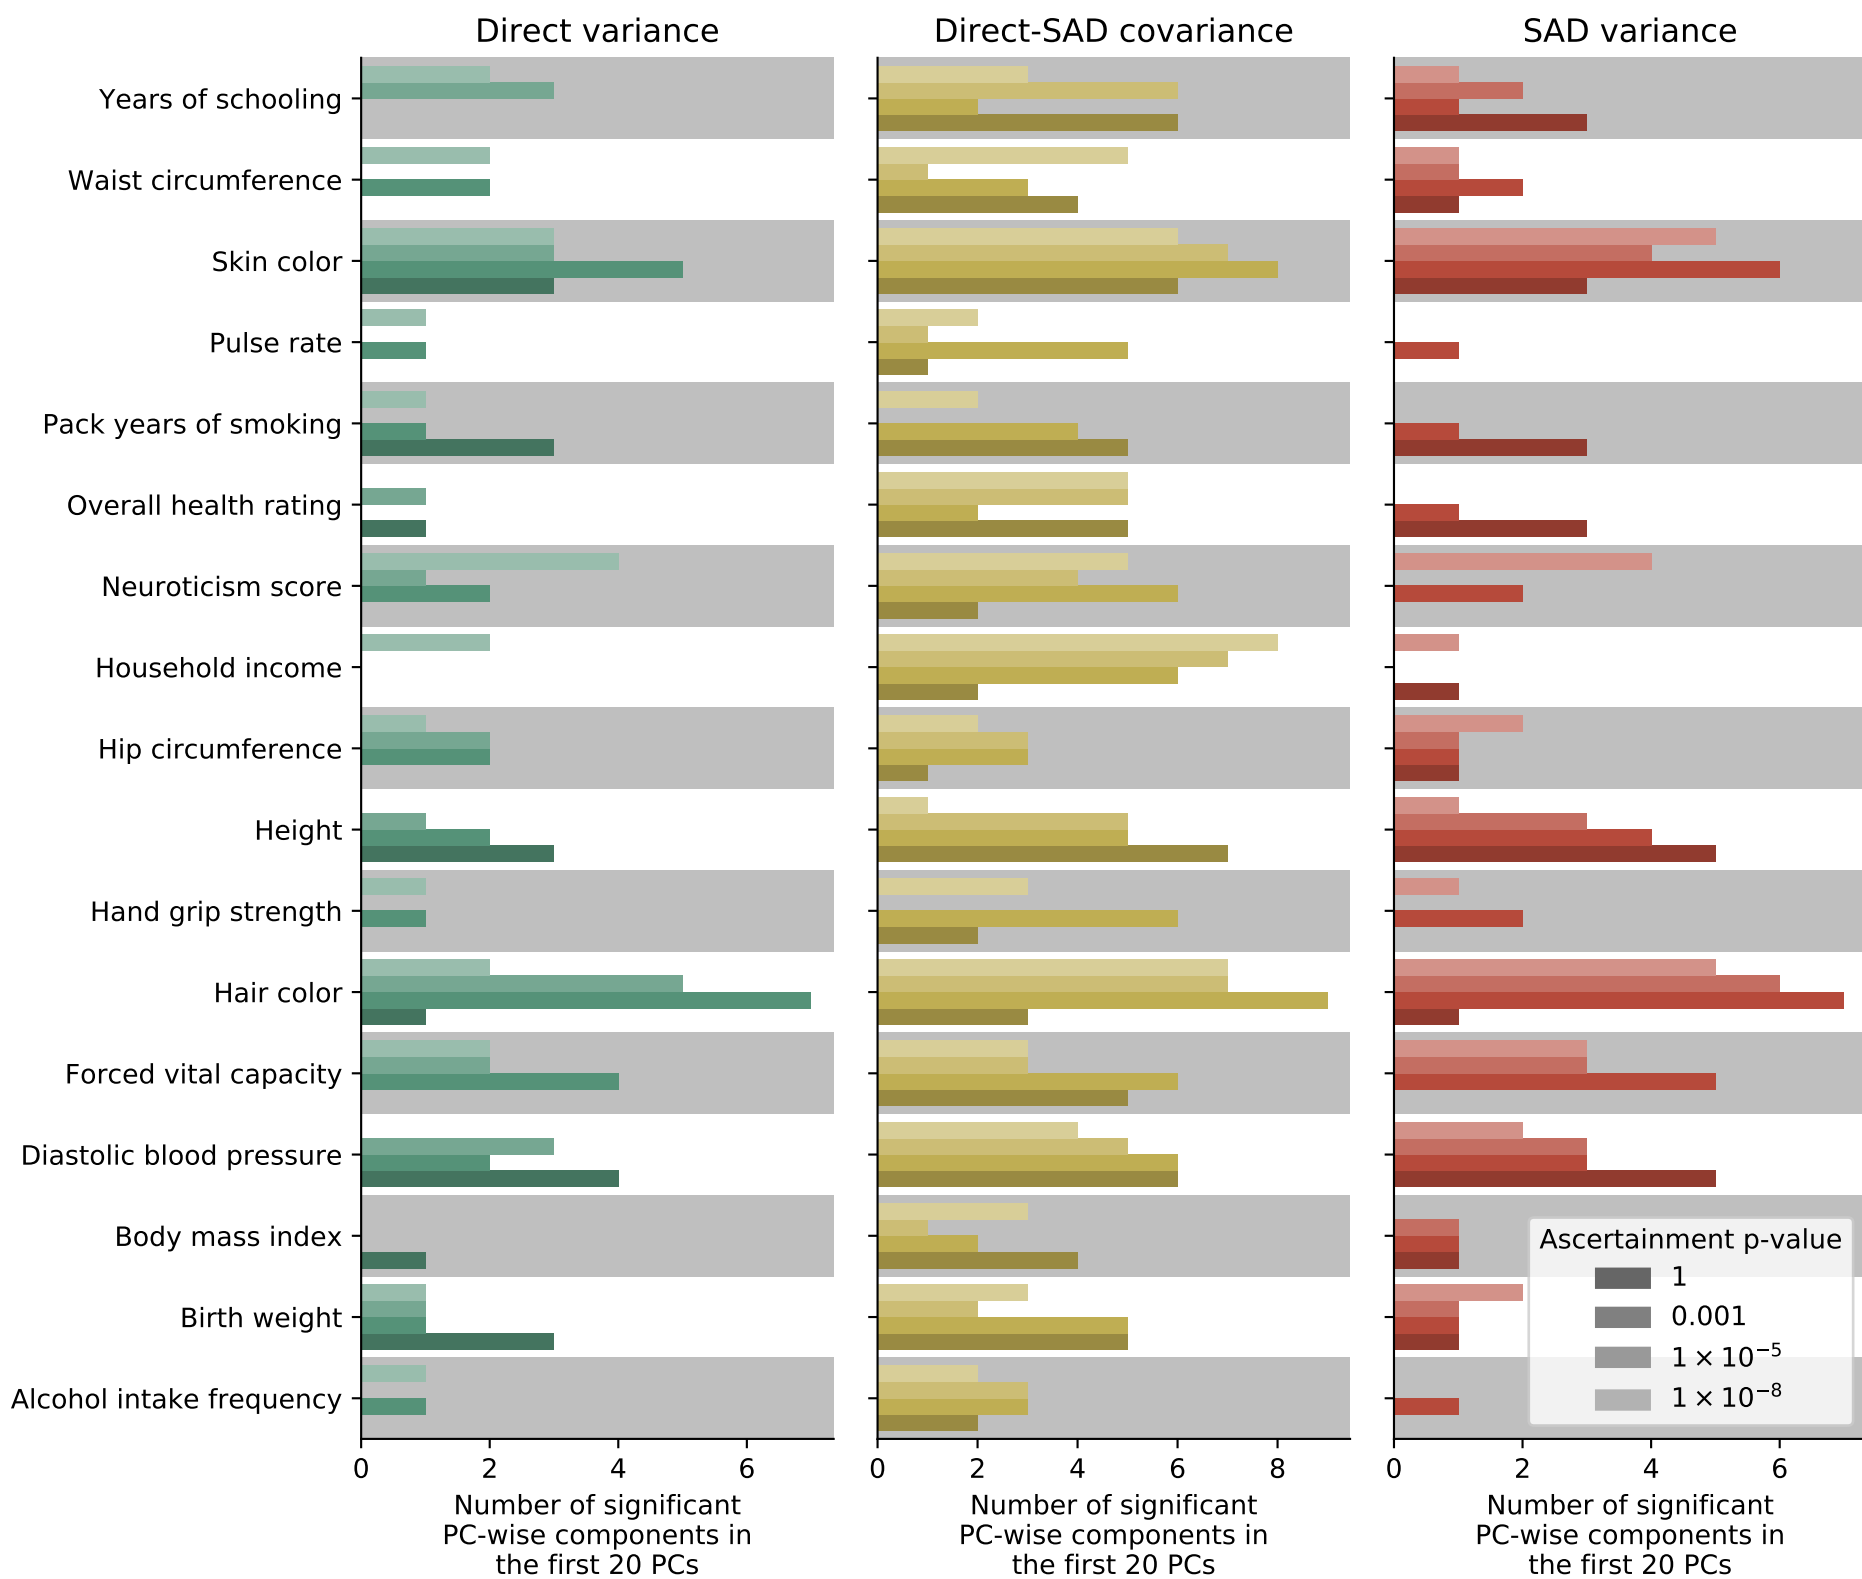 Direct variance
Direct-SAD covariance
SAD variance
Years of schooling
Waist circumference
Skin color
Pulse rate
Pack years of smoking
Overall health rating
Neuroticism score
Household income
Hip circumference
Height
Hand grip strength
Hair color
Forced vital capacity
Diastolic blood pressure
Body mass index
Birth weight
Alcohol intake frequency
Ascertainment p-value
1
0.001
1 × 10⁻⁵
1 × 10⁻⁸
0 2 4 6
0 2 4 6 8
0 2 4 6
Number of significant
PC-wise components in
the first 20 PCs
Number of significant
PC-wise components in
the first 20 PCs
Number of significant
PC-wise components in
the first 20 PCs